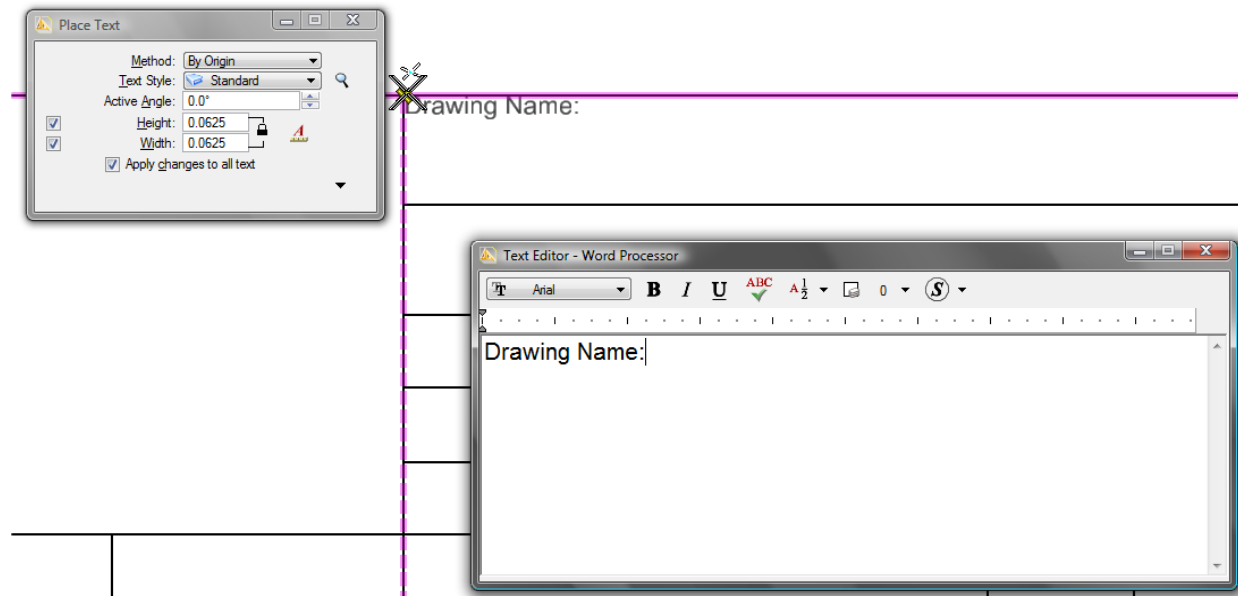 Place Text
Method: By Origin
Text Style: Standard
Active Angle: 0.0°
Height: 0.0625
Width: 0.0625
Apply changes to all text
A
Drawing Name:
Text Editor - Word Processor
Arial B I U ABC A1/2 0 S
Drawing Name: